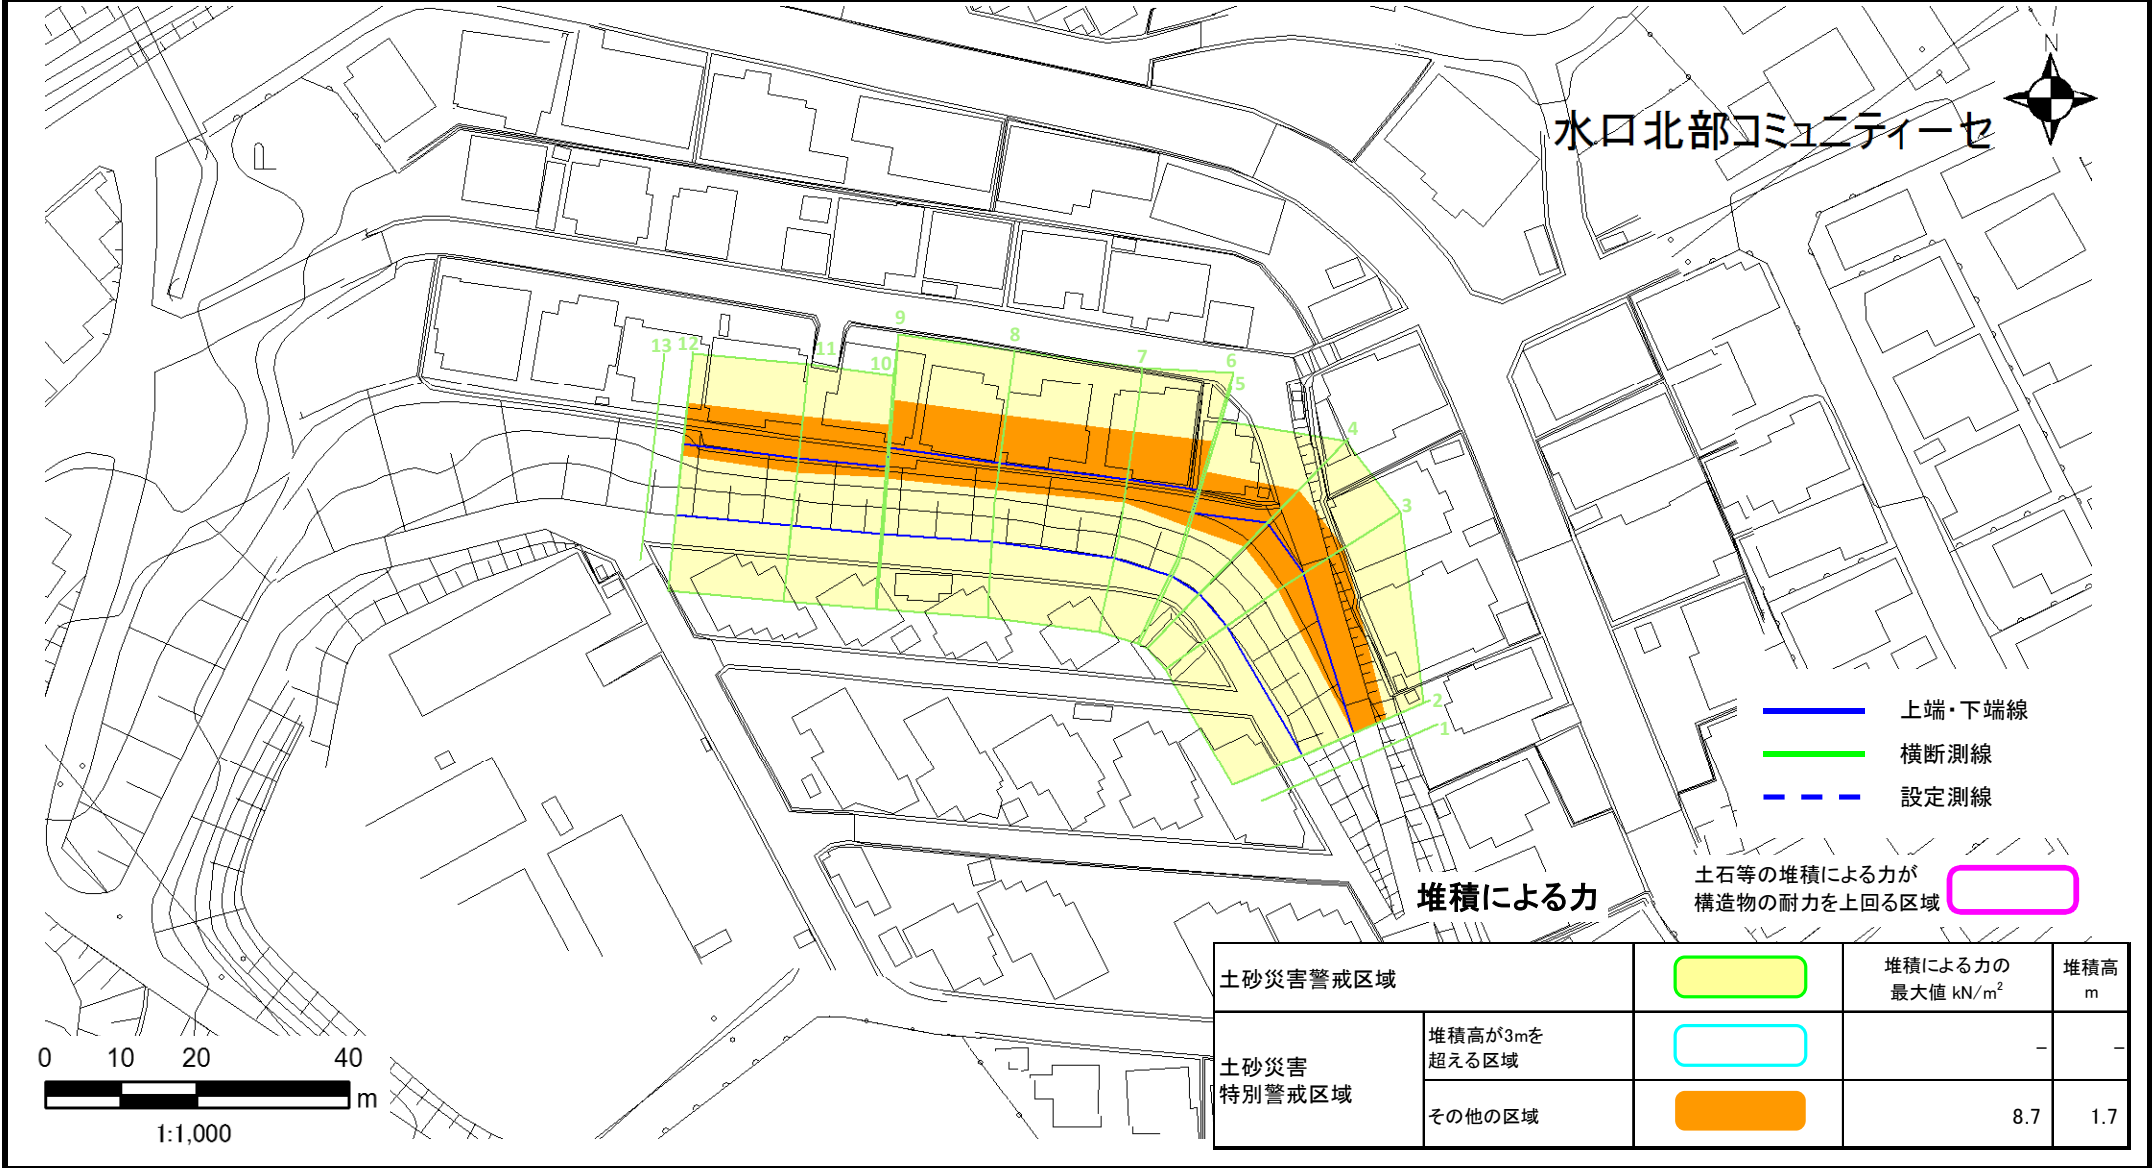 N
水口北部コミュニティーセ
9
8
13
12
11
10
7
6
5
4
3
2
1
上端・下端線
横断測線
設定測線
土石等の堆積による力が
構造物の耐力を上回る区域
堆積による力
土砂災害警戒区域
堆積による力の
最大値 kN/m²
堆積高
m
土砂災害
特別警戒区域
堆積高が3mを
超える区域
－
－
その他の区域
8.7
1.7
0 10 20 40
m
1:1,000